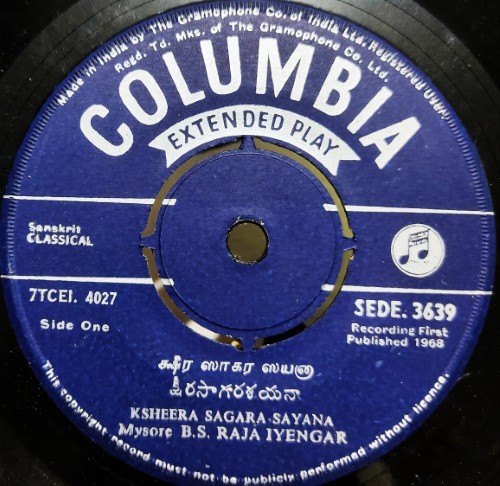 Made in India by The Gramophone Co. of India Ltd. Registered User.
Regd. Td. Mks. of The Gramophone Co. Ltd.
COLUMBIA
EXTENDED PLAY
Sanskrit
CLASSICAL
7TCEI. 4027
SEDE. 3639
Side One
Recording First
Published 1968
க்ஷீர ஸாகர ஸயனா
క్షీరసాగరశయనా
KSHEERA SAGARA SAYANA
Mysore B.S. RAJA IYENGAR
This copyright record must not be publicly performed without licence.